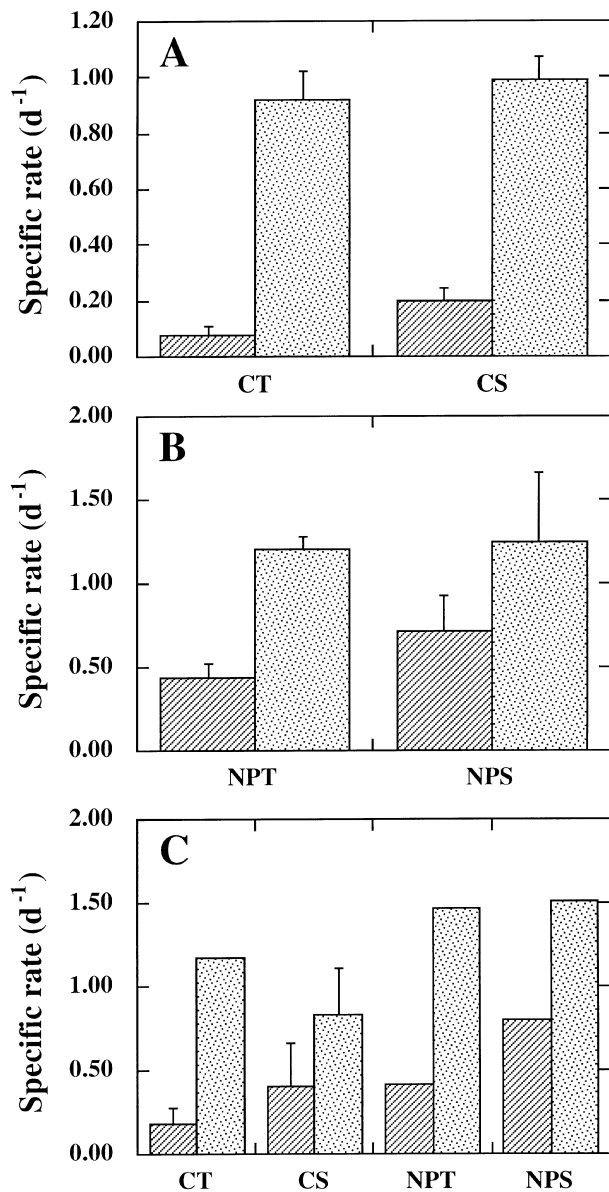 A
Specific rate (d-1)
1.20
1.00
0.80
0.60
0.40
0.20
0.00
CT CS
B
Specific rate (d-1)
2.00
1.50
1.00
0.50
0.00
NPT NPS
C
Specific rate (d-1)
2.00
1.50
1.00
0.50
0.00
CT CS NPT NPS